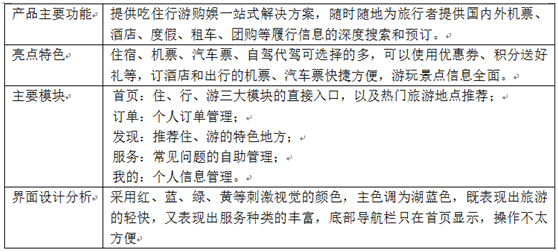 产品主要功能
提供吃住行游购娱一站式解决方案，随时随地为旅行者提供国内外机票、
酒店、度假、租车、团购等履行信息的深度搜索和预订。
亮点特色
住宿、机票、汽车票、自驾代驾可选择的多，可以使用优惠券、积分送好
礼等，订酒店和出行的机票、汽车票快捷方便，游玩景点信息全面。
主要模块
首页：住、行、游三大模块的直接入口，以及热门旅游地点推荐；
订单：个人订单管理；
发现：推荐住、游的特色地方；
服务：常见问题的自助管理；
我的：个人信息管理。
界面设计分析
采用红、蓝、绿、黄等刺激视觉的颜色，主色调为湖蓝色，既表现出旅游
的轻快，又表现出服务种类的丰富，底部导航栏只在首页显示，操作不太
方便